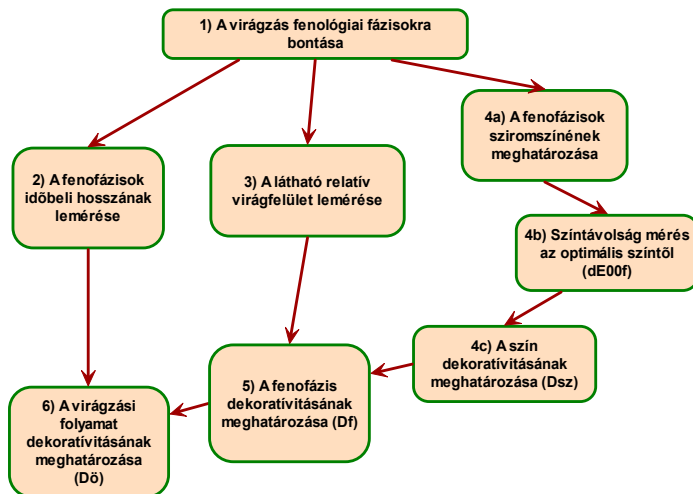 1) A virágzás fenológiai fázisokra
bontása
4a) A fenofázisok
sziromszínének
meghatározása
2) A fenofázisok
időbeli hosszának
lemérése
3) A látható relatív
virágfelület lemérése
4b) Színtávolság mérés
az optimális színtől
(dE00f)
4c) A szín
dekoratívitásának
meghatározása (Dsz)
5) A fenofázis
dekoratívitásának
meghatározása (Df)
6) A virágzási
folyamat
dekoratívitásának
meghatározása
(Dö)